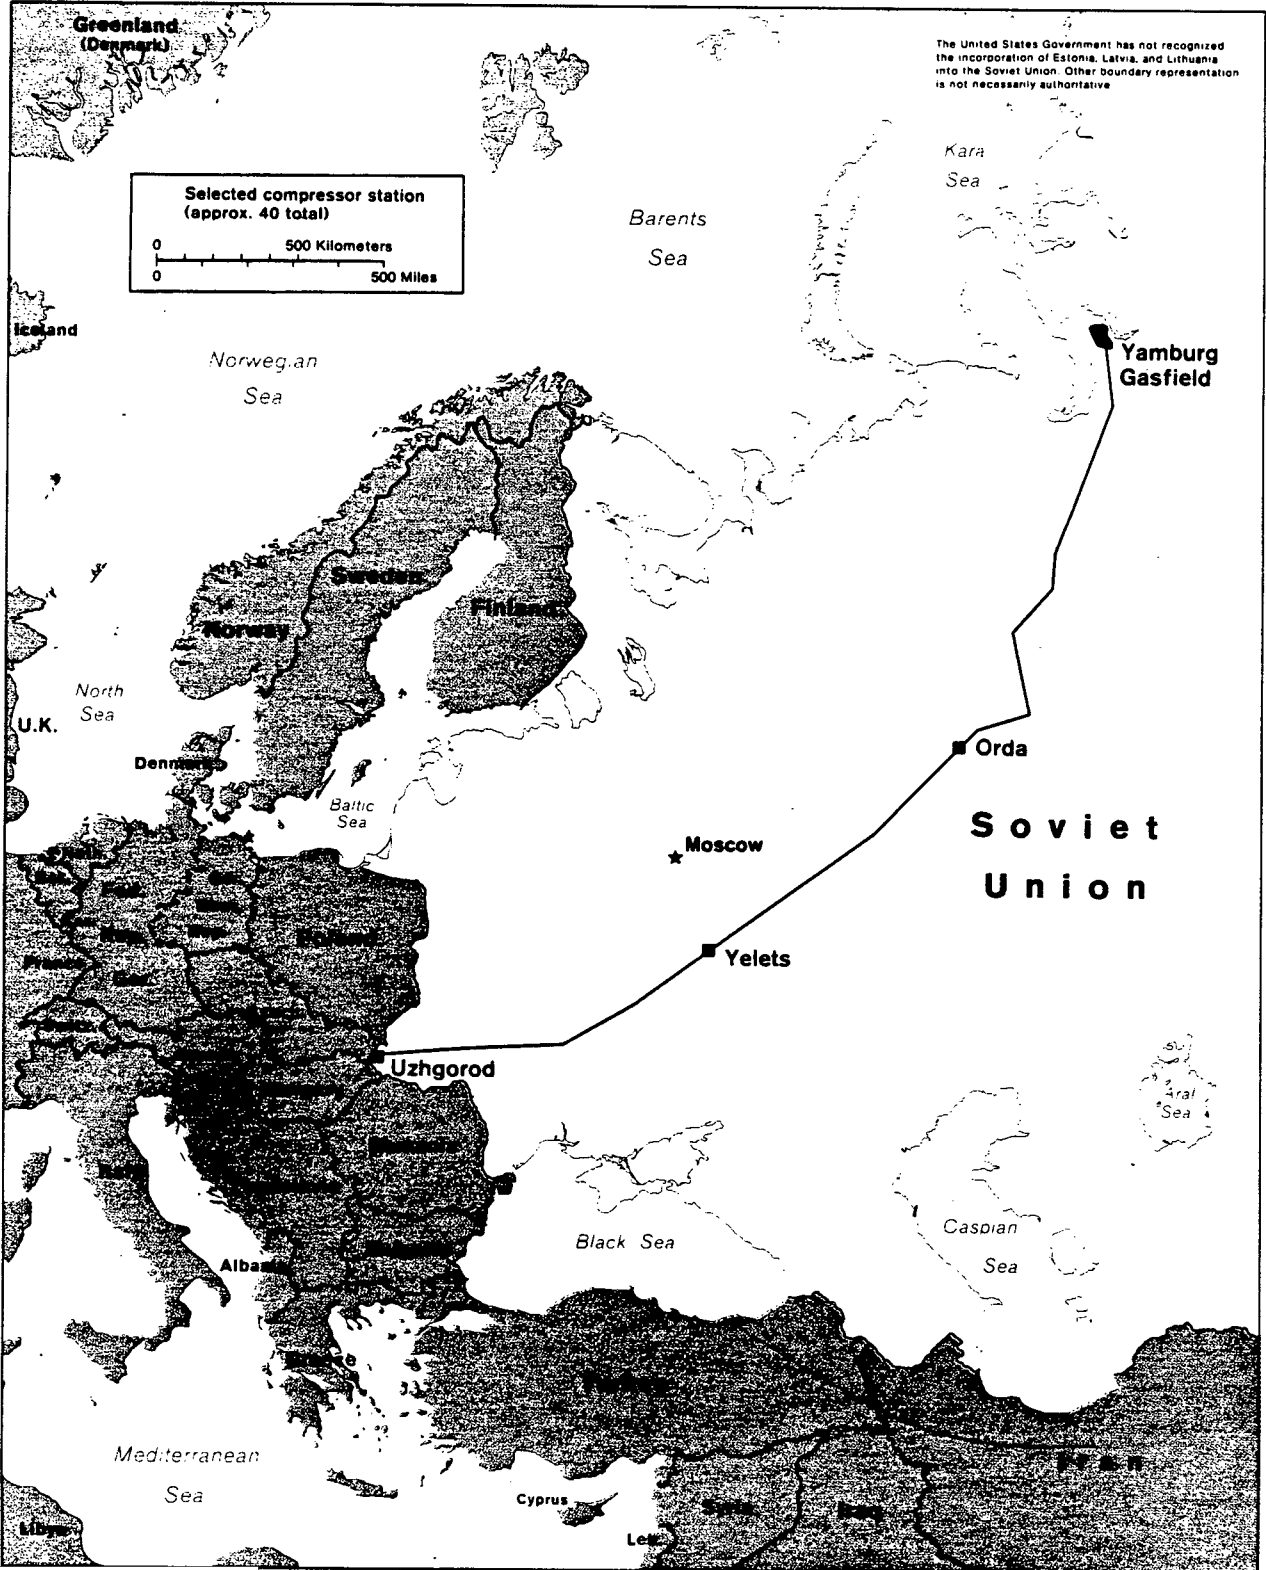 Greenland
(Denmark)
The United States Government has not recognized
the incorporation of Estonia, Latvia, and Lithuania
into the Soviet Union. Other boundary representation
is not necessarily authoritative
Kara
Sea
Selected compressor station
(approx. 40 total)
0 500 Kilometers
0 500 Miles
Barents
Sea
Iceland
Norwegian
Sea
Yamburg
Gasfield
Sweden
Finland
Norway
North
Sea
U.K.
Orda
Denmark
Baltic
Sea
Soviet
Union
Moscow
Poland
Yelets
France
Uzhgorod
Aral
Sea
Italy
Black Sea
Caspian
Sea
Albania
Greece
Turkey
Mediterranean
Sea
Iran
Cyprus
Syria
Iraq
Libya
Leb.